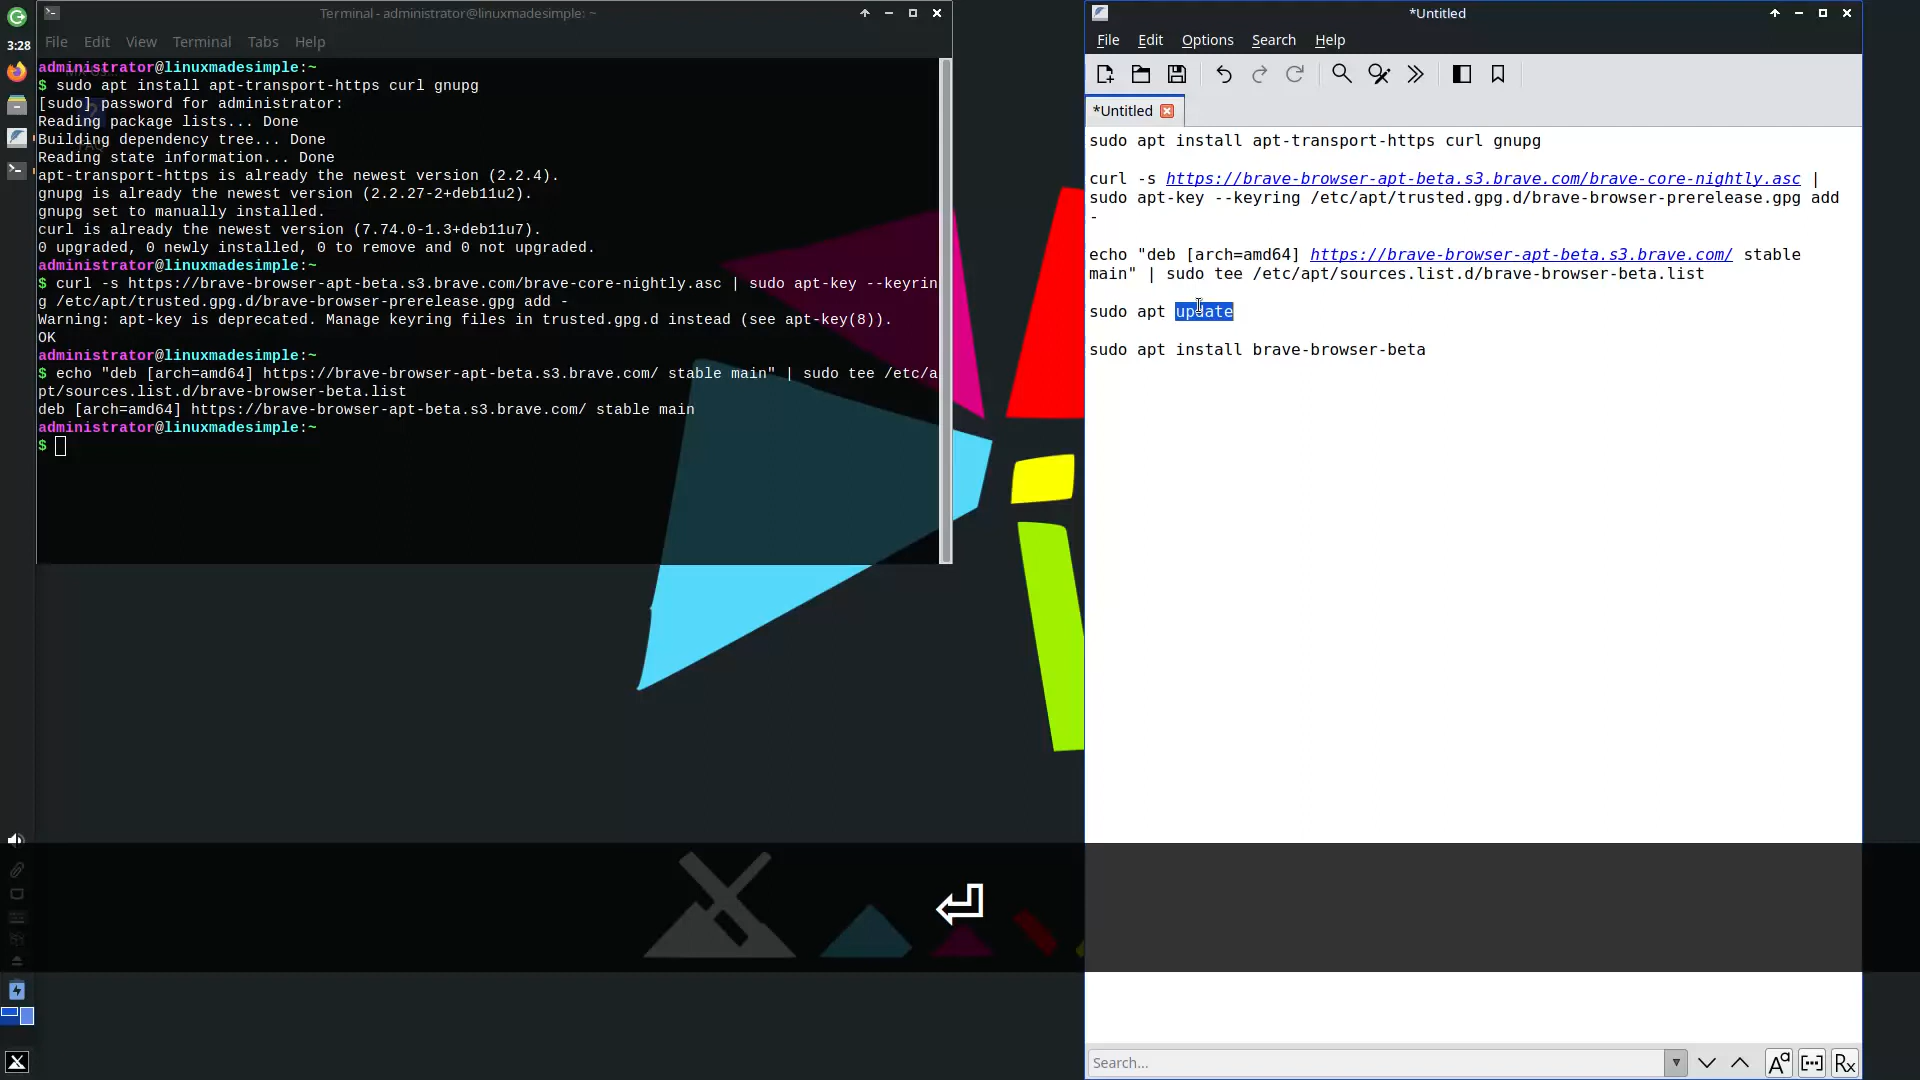 Terminal - administrator@linuxmadesimple: ~
File Edit View Terminal Tabs Help
administrator@linuxmadesimple:~
$ sudo apt install apt-transport-https curl gnupg
[sudo] password for administrator:
Reading package lists... Done
Building dependency tree... Done
Reading state information... Done
apt-transport-https is already the newest version (2.2.4).
gnupg is already the newest version (2.2.27-2+deb11u2).
gnupg set to manually installed.
curl is already the newest version (7.74.0-1.3+deb11u7).
0 upgraded, 0 newly installed, 0 to remove and 0 not upgraded.
administrator@linuxmadesimple:~
$ curl -s https://brave-browser-apt-beta.s3.brave.com/brave-core-nightly.asc | sudo apt-key --keyrin
g /etc/apt/trusted.gpg.d/brave-browser-prerelease.gpg add -
Warning: apt-key is deprecated. Manage keyring files in trusted.gpg.d instead (see apt-key(8)).
OK
administrator@linuxmadesimple:~
$ echo "deb [arch=amd64] https://brave-browser-apt-beta.s3.brave.com/ stable main" | sudo tee /etc/a
pt/sources.list.d/brave-browser-beta.list
deb [arch=amd64] https://brave-browser-apt-beta.s3.brave.com/ stable main
administrator@linuxmadesimple:~
$
3:28
*Untitled
File Edit Options Search Help
*Untitled
sudo apt install apt-transport-https curl gnupg
curl -s https://brave-browser-apt-beta.s3.brave.com/brave-core-nightly.asc |
sudo apt-key --keyring /etc/apt/trusted.gpg.d/brave-browser-prerelease.gpg add
-
echo "deb [arch=amd64] https://brave-browser-apt-beta.s3.brave.com/ stable
main" | sudo tee /etc/apt/sources.list.d/brave-browser-beta.list
sudo apt update
sudo apt install brave-browser-beta
Search...